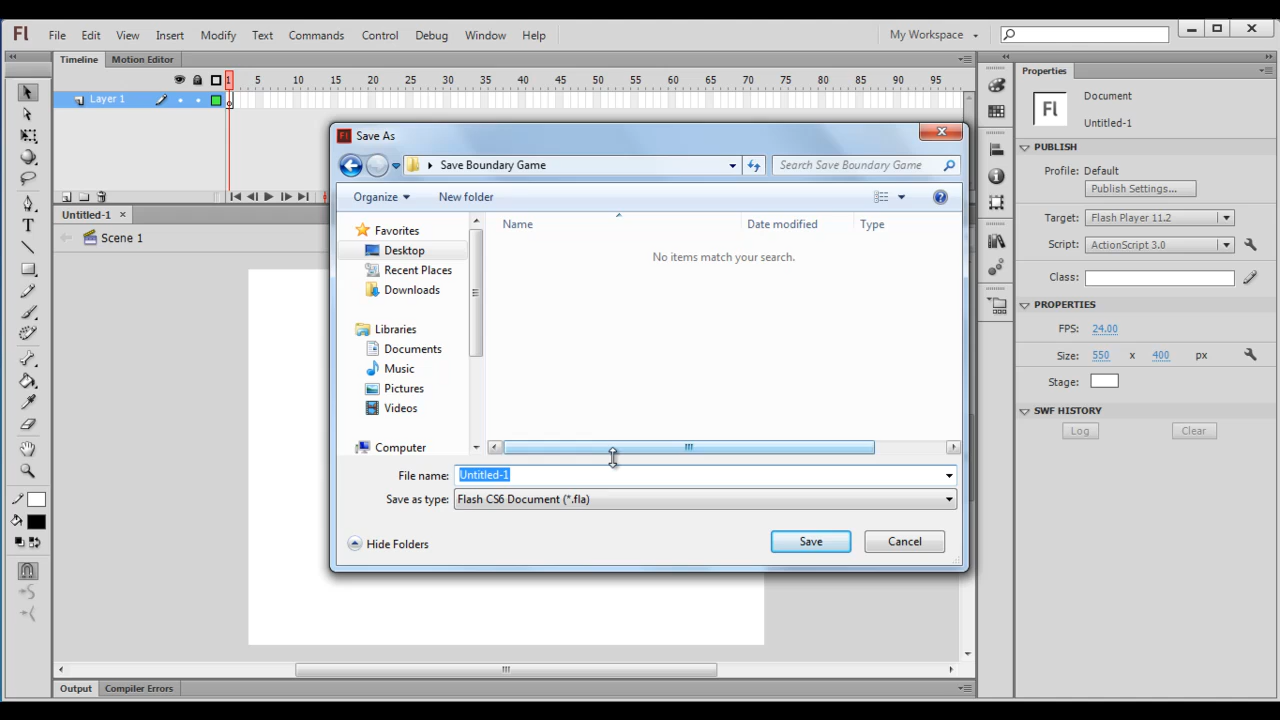 Fl File Edit View Insert Modify Text Commands Control Debug Window Help My Workspace
Timeline Motion Editor
1 5 10 15 20 25 30 35 40 45 50 55 60 65 70 75 80 85 90 95
Layer 1
Untitled-1
Scene 1
Save As
Save Boundary Game
Search Save Boundary Game
Organize New folder
Favorites
Desktop
Recent Places
Downloads
Libraries
Documents
Music
Pictures
Videos
Computer
Name Date modified Type
No items match your search.
File name: Untitled-1
Save as type: Flash CS6 Document (*.fla)
Hide Folders
Save Cancel
Properties
Fl
Document
Untitled-1
PUBLISH
Profile: Default
Publish Settings...
Target: Flash Player 11.2
Script: ActionScript 3.0
Class:
PROPERTIES
FPS: 24.00
Size: 550 x 400 px
Stage:
SWF HISTORY
Log Clear
Output Compiler Errors